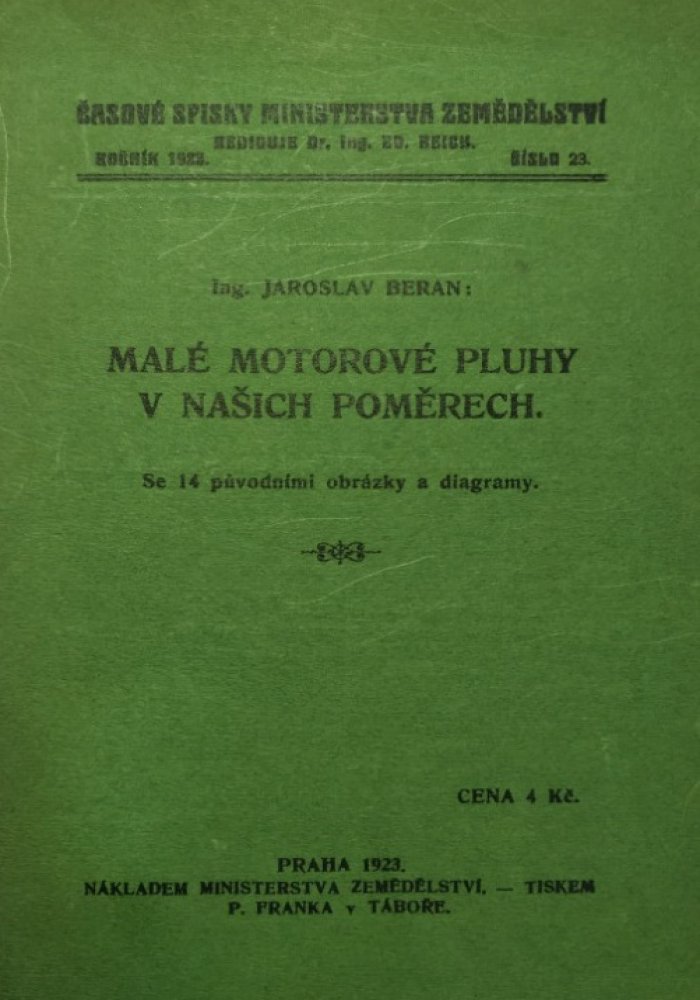 ČASOVÉ SPISKY MINISTERSTVA ZEMĚDĚLSTVÍ
REDIGUJE Dr. Ing. ED. REICH.
ROČNÍK 1923. ČÍSLO 23.
Ing. JAROSLAV BERAN:
MALÉ MOTOROVÉ PLUHY
V NAŠICH POMĚRECH.
Se 14 původními obrázky a diagramy.
CENA 4 Kč.
PRAHA 1923.
NÁKLADEM MINISTERSTVA ZEMĚDĚLSTVÍ. — TISKEM
P. FRANKA v TÁBOŘE.